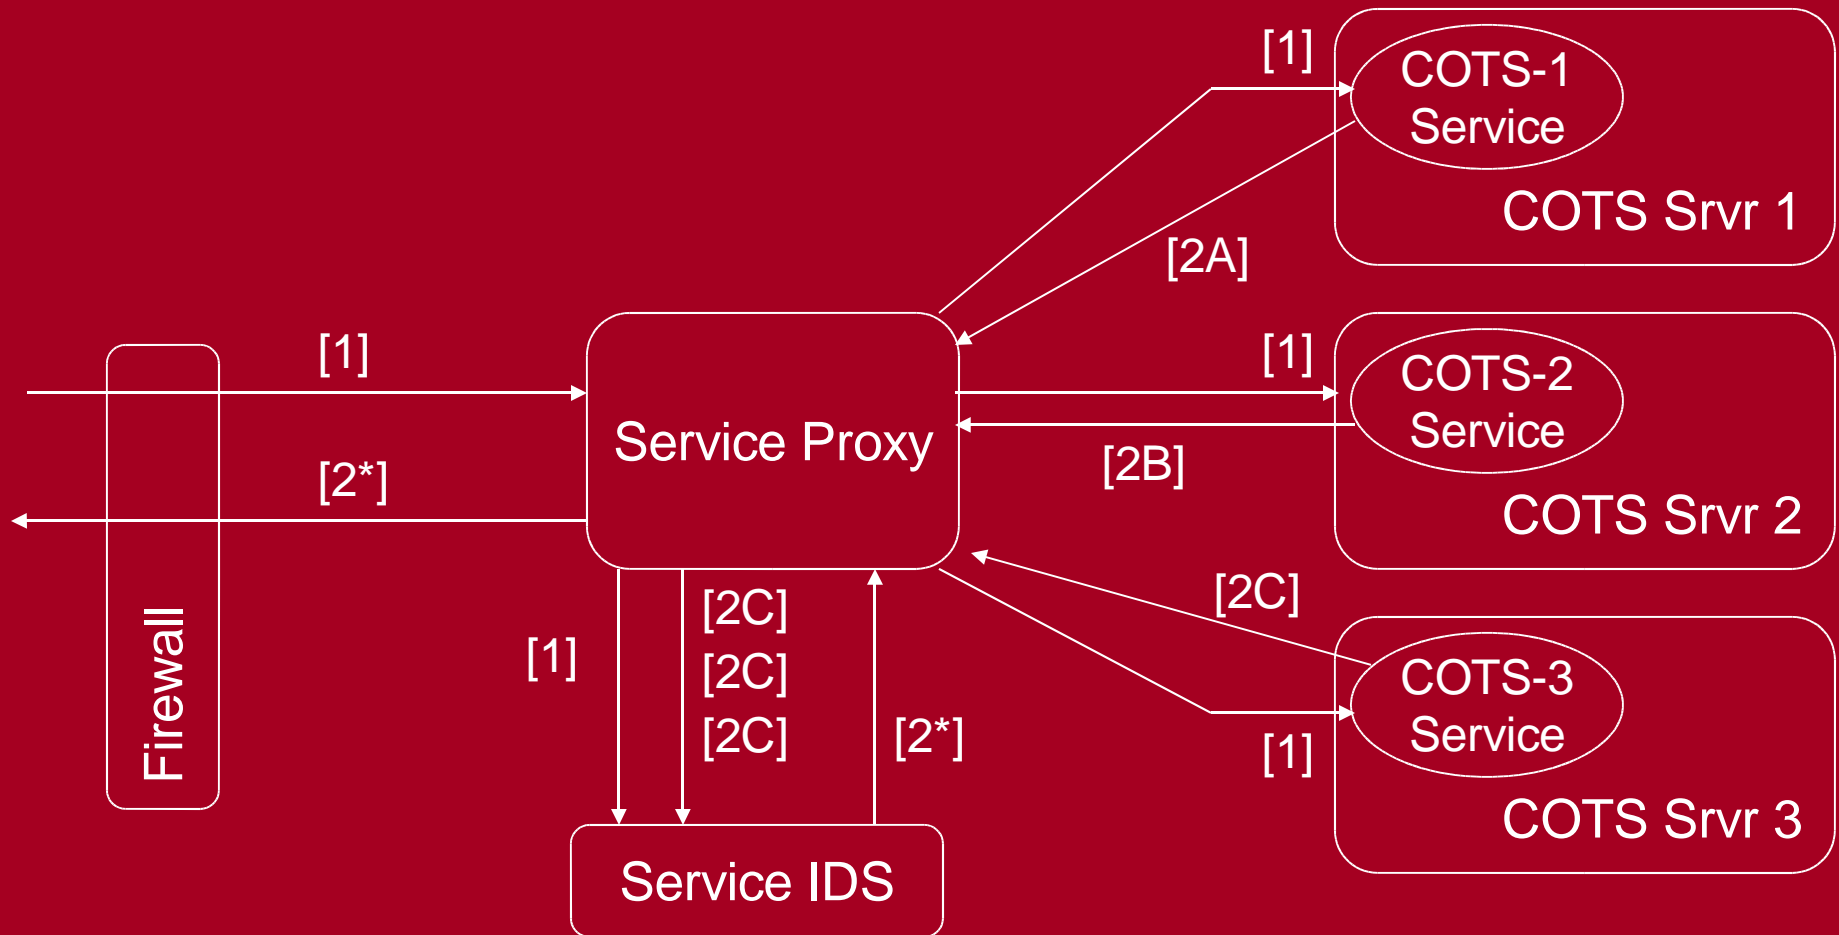 [1]
COTS-1
Service
COTS Srvr 1
[2A]
[1]
[1]
COTS-2
Service
Service Proxy
[2*]
[2B]
COTS Srvr 2
Firewall
[1]
[2C]
[2C]
[2C]
[2*]
[2C]
COTS-3
Service
[1]
COTS Srvr 3
Service IDS